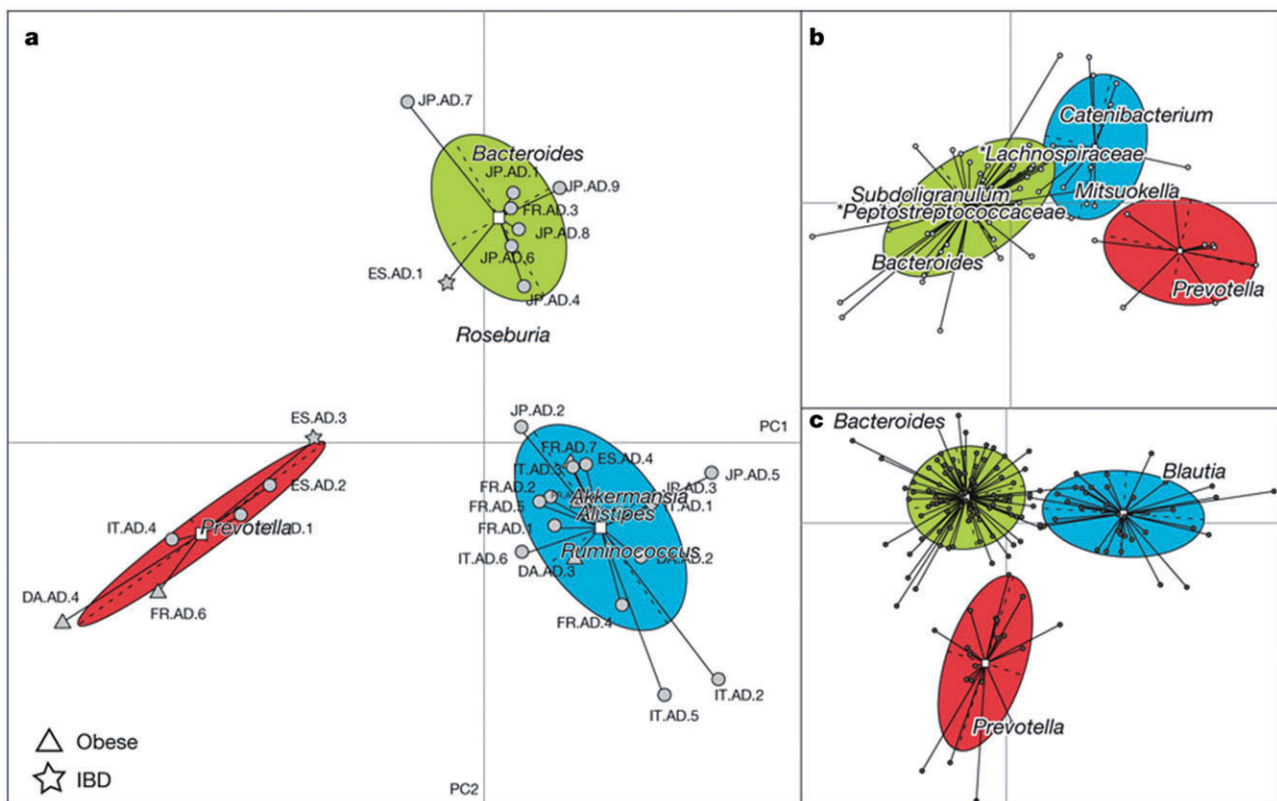 a
JP.AD.7
Bacteroides
JP.AD.1
JP.AD.9
FR.AD.3
JP.AD.8
JP.AD.6
ES.AD.1
JP.AD.4
Roseburia
ES.AD.3
JP.AD.2
PC1
FR.AD.7
IT.AD.3
ES.AD.4
JP.AD.5
ES.AD.2
FR.AD.2
JP.AD.3
Akkermansia
FR.AD.5
Alistipes
IT.AD.1
IT.AD.4
Prevotella
AD.1
FR.AD.1
Ruminococcus
IT.AD.6
DA.AD.3
DA.AD.2
DA.AD.4
FR.AD.6
FR.AD.4
IT.AD.2
IT.AD.5
Obese
IBD
PC2
b
Catenibacterium
*Lachnospiraceae
Mitsuokella
Subdoligranulum
*Peptostreptococcaceae
Bacteroides
Prevotella
c
Bacteroides
Blautia
Prevotella